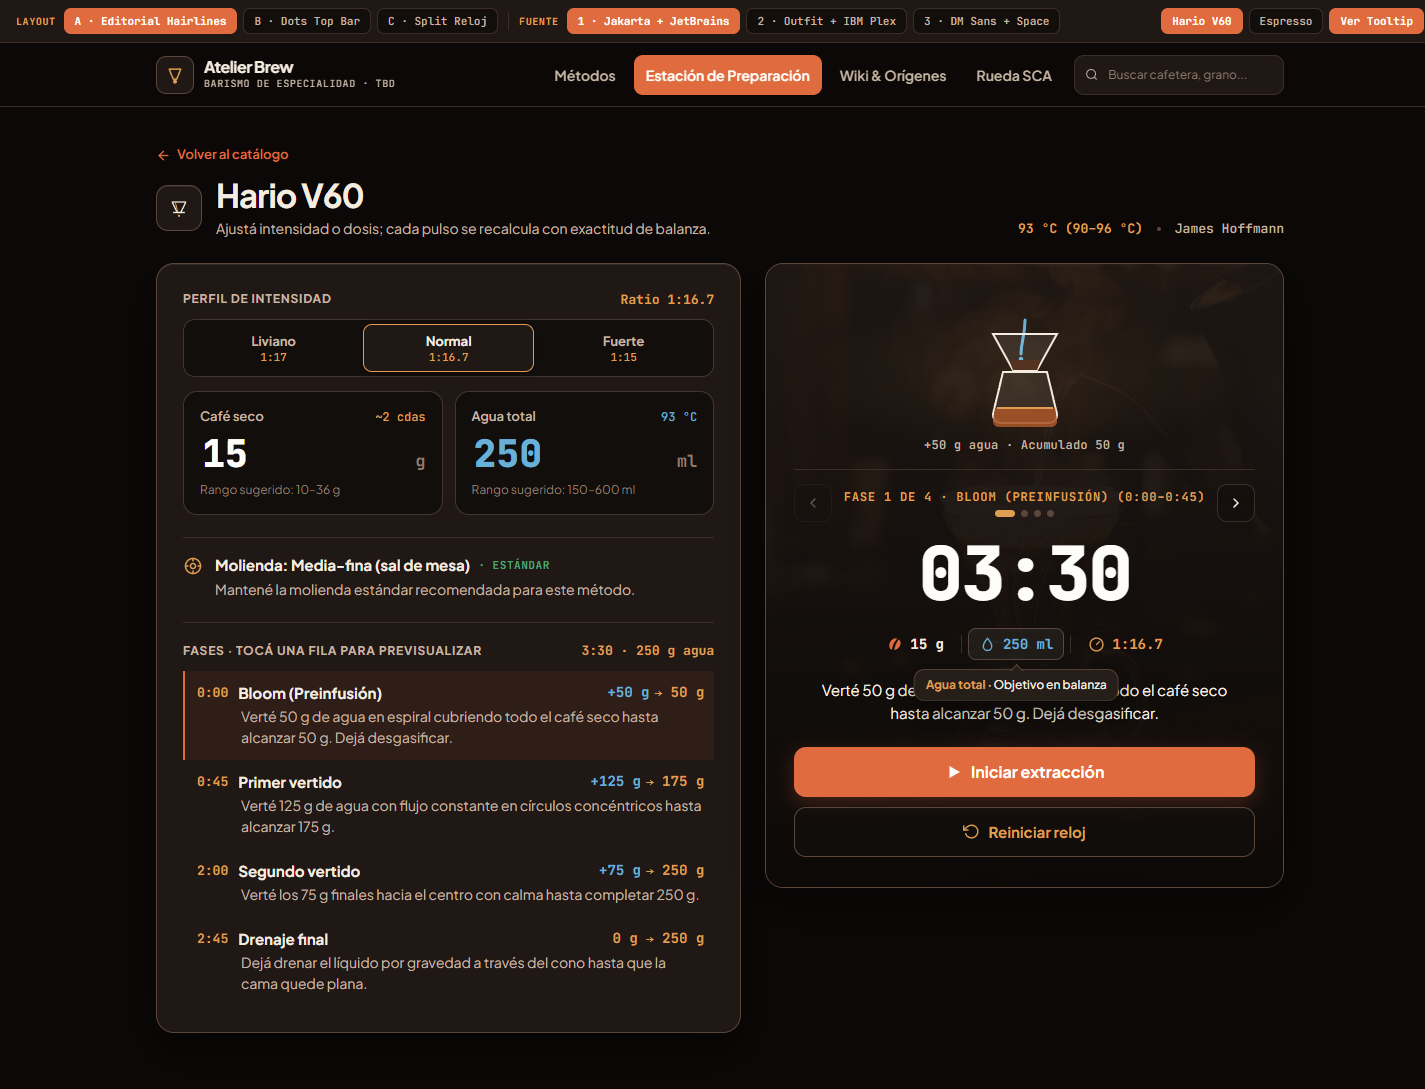 LAYOUT A · Editorial Hairlines B · Dots Top Bar C · Split Reloj FUENTE 1 · Jakarta + JetBrains 2 · Outfit + IBM Plex 3 · DM Sans + Space Hario V60 Espresso Ver Tooltip
Atelier Brew
BARISMO DE ESPECIALIDAD · TBD
Métodos Estación de Preparación Wiki & Orígenes Rueda SCA Buscar cafetera, grano...
← Volver al catálogo
Hario V60
Ajustá intensidad o dosis; cada pulso se recalcula con exactitud de balanza.
93 °C (90–96 °C) • James Hoffmann
PERFIL DE INTENSIDAD Ratio 1:16.7
Liviano Normal Fuerte
1:17 1:16.7 1:15
Café seco ~2 cdas
15 g
Rango sugerido: 10–36 g
Agua total 93 °C
250 ml
Rango sugerido: 150–600 ml
Molienda: Media-fina (sal de mesa) · ESTÁNDAR
Mantené la molienda estándar recomendada para este método.
FASES · TOCÁ UNA FILA PARA PREVISUALIZAR 3:30 · 250 g agua
0:00 Bloom (Preinfusión) +50 g → 50 g
Verté 50 g de agua en espiral cubriendo todo el café seco hasta
alcanzar 50 g. Dejá desgasificar.
0:45 Primer vertido +125 g → 175 g
Verté 125 g de agua con flujo constante en círculos concéntricos hasta
alcanzar 175 g.
2:00 Segundo vertido +75 g → 250 g
Verté los 75 g finales hacia el centro con calma hasta completar 250 g.
2:45 Drenaje final 0 g → 250 g
Dejá drenar el líquido por gravedad a través del cono hasta que la
cama quede plana.
+50 g agua · Acumulado 50 g
FASE 1 DE 4 · BLOOM (PREINFUSIÓN) (0:00–0:45)
03:30
15 g 250 ml 1:16.7
Agua total · Objetivo en balanza
Verté 50 g de do el café seco
hasta alcanzar 50 g. Dejá desgasificar.
Iniciar extracción
Reiniciar reloj